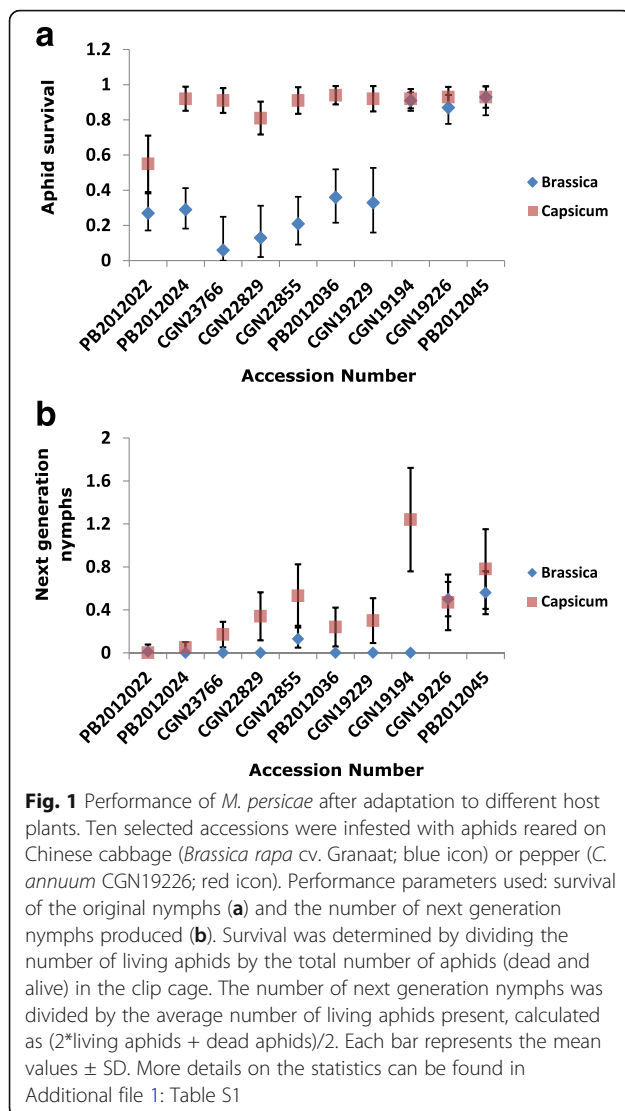 a
1.2
1
0.8
0.6
0.4
0.2
0
Aphid survival
Brassica
Capsicum
PB2012022
PB2012024
CGN23766
CGN22829
CGN22855
PB2012036
CGN19229
CGN19194
CGN19226
PB2012045
Accession Number
b
2
1.6
1.2
0.8
0.4
0
Next generation
nymphs
Brassica
Capsicum
PB2012022
PB2012024
CGN23766
CGN22829
CGN22855
PB2012036
CGN19229
CGN19194
CGN19226
PB2012045
Accession Number
Fig. 1 Performance of M. persicae after adaptation to different host
plants. Ten selected accessions were infested with aphids reared on
Chinese cabbage (Brassica rapa cv. Granaat; blue icon) or pepper (C.
annuum CGN19226; red icon). Performance parameters used: survival
of the original nymphs (a) and the number of next generation
nymphs produced (b). Survival was determined by dividing the
number of living aphids by the total number of aphids (dead and
alive) in the clip cage. The number of next generation nymphs was
divided by the average number of living aphids present, calculated
as (2*living aphids + dead aphids)/2. Each bar represents the mean
values ± SD. More details on the statistics can be found in
Additional file 1: Table S1